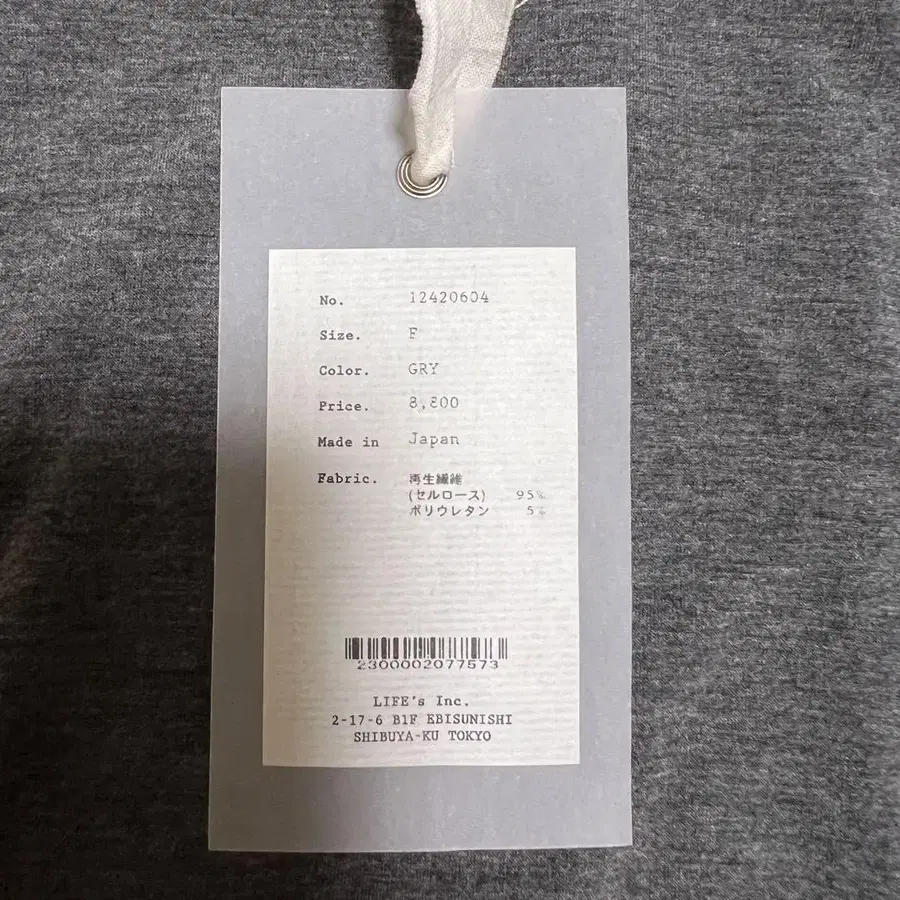 No. 12420604
Size. F
Color. GRY
Price. 8,800
Made in Japan
Fabric. 再生繊維
(セルロース) 95%
ポリウレタン 5%
2300002077573
LIFE's Inc.
2-17-6 B1F EBISUNISHI
SHIBUYA-KU TOKYO